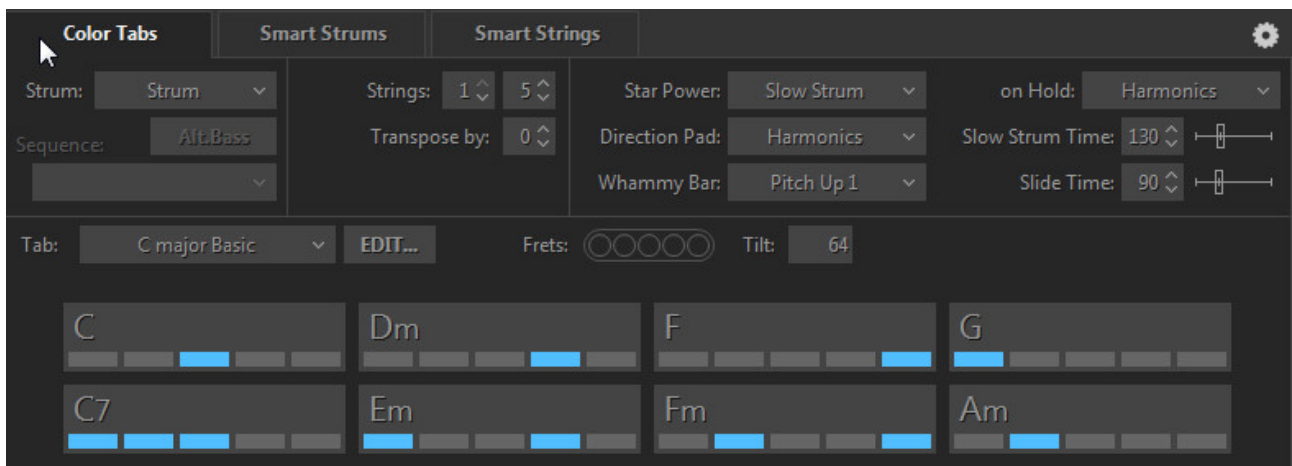 Color Tabs Smart Strums Smart Strings
Strum: Strum Strings: 1 5 Star Power: Slow Strum on Hold: Harmonics
Sequence: Alt.Bass Transpose by: 0 Direction Pad: Harmonics Slow Strum Time: 130
Whammy Bar: Pitch Up 1 Slide Time: 90
Tab: C major Basic EDIT... Frets: Tilt: 64
C Dm F G
C7 Em Fm Am